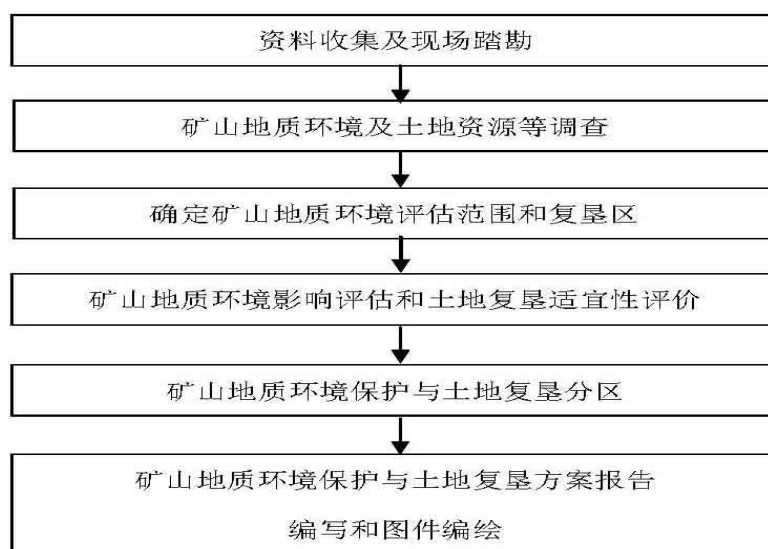 资料收集及现场踏勘
矿山地质环境及土地资源等调查
确定矿山地质环境评估范围和复垦区
矿山地质环境影响评估和土地复垦适宜性评价
矿山地质环境保护与土地复垦分区
矿山地质环境保护与土地复垦方案报告
编写和图件编绘